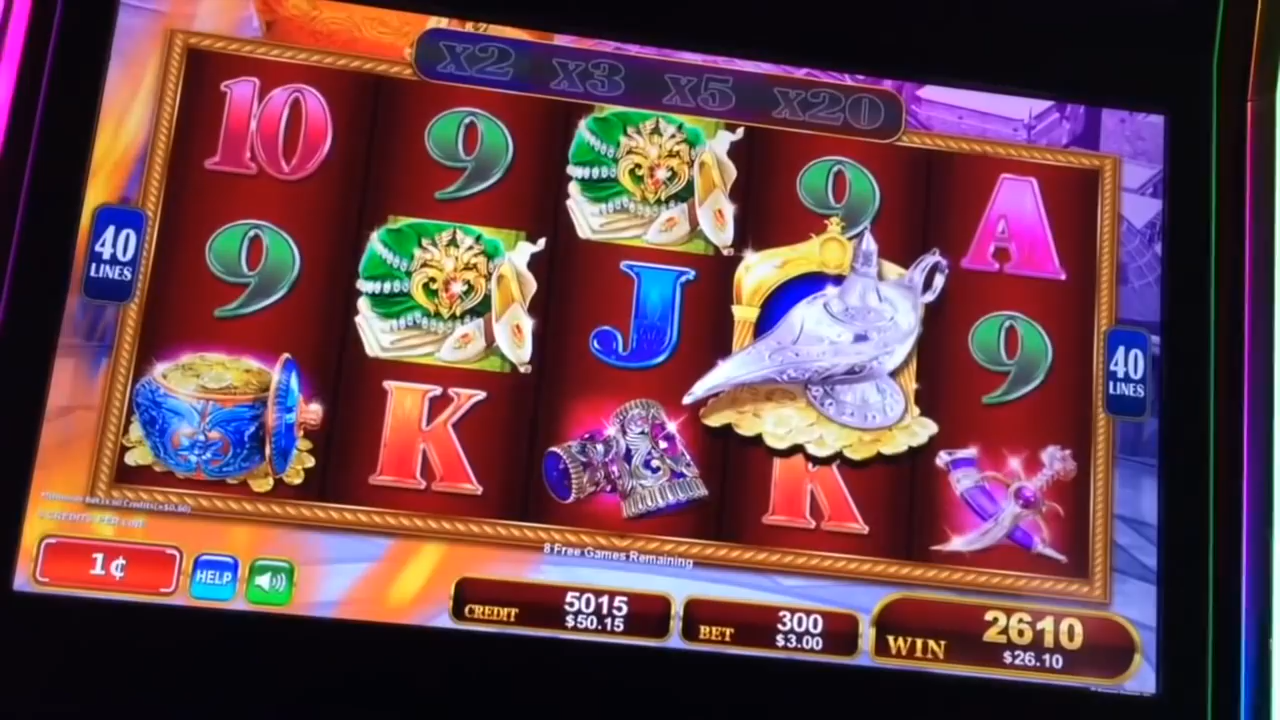 x2 x3 x5 x20
10 9 9 A
40 LINES
9 J 9
40 LINES
K K
8 Free Games Remaining
1¢
HELP
CREDIT 5015
$50.15
BET 300
$3.00
WIN 2610
$26.10